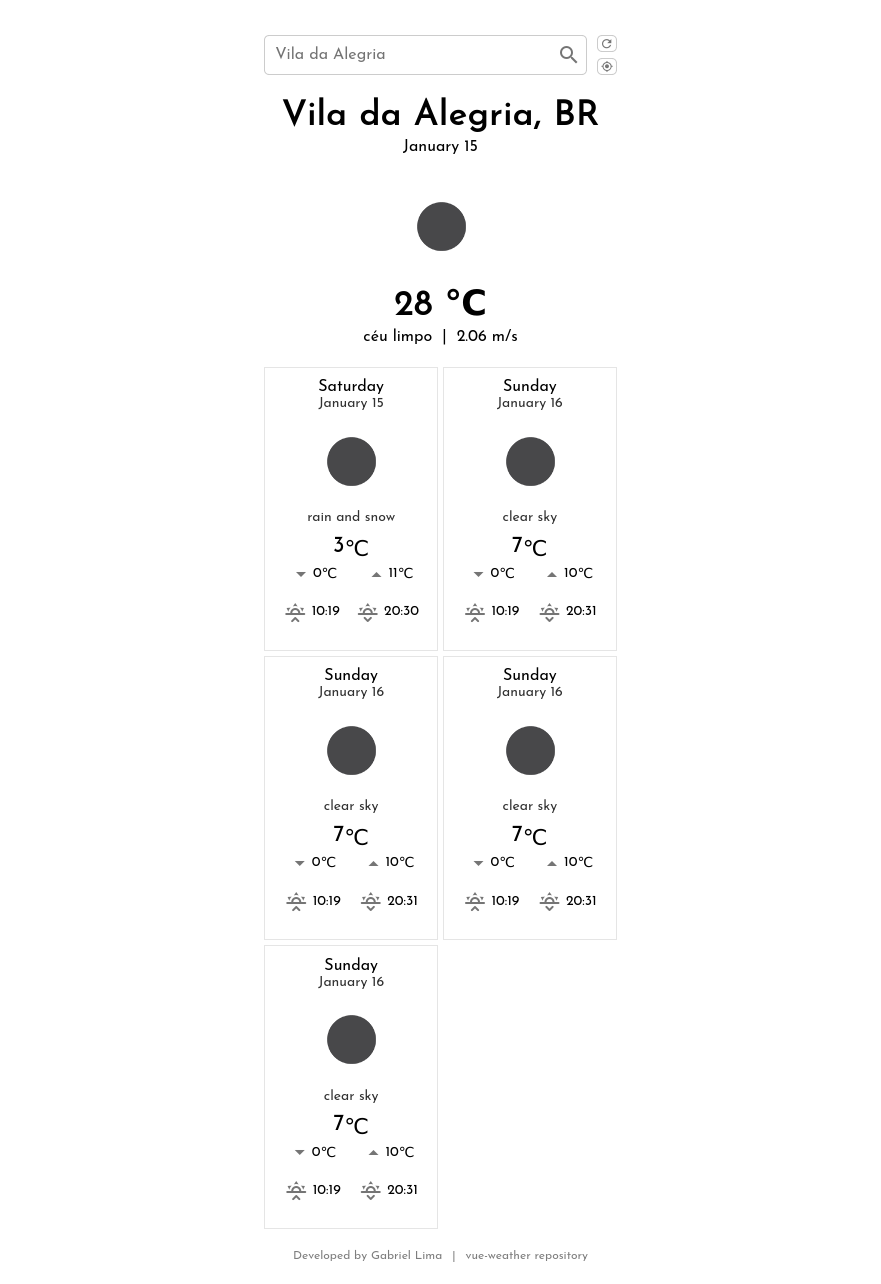 Vila da Alegria
Vila da Alegria, BR
January 15
28 °C
céu limpo | 2.06 m/s
Saturday
January 15
rain and snow
3°C
0°C 11°C
10:19 20:30
Sunday
January 16
clear sky
7°C
0°C 10°C
10:19 20:31
Sunday
January 16
clear sky
7°C
0°C 10°C
10:19 20:31
Sunday
January 16
clear sky
7°C
0°C 10°C
10:19 20:31
Sunday
January 16
clear sky
7°C
0°C 10°C
10:19 20:31
Developed by Gabriel Lima | vue-weather repository